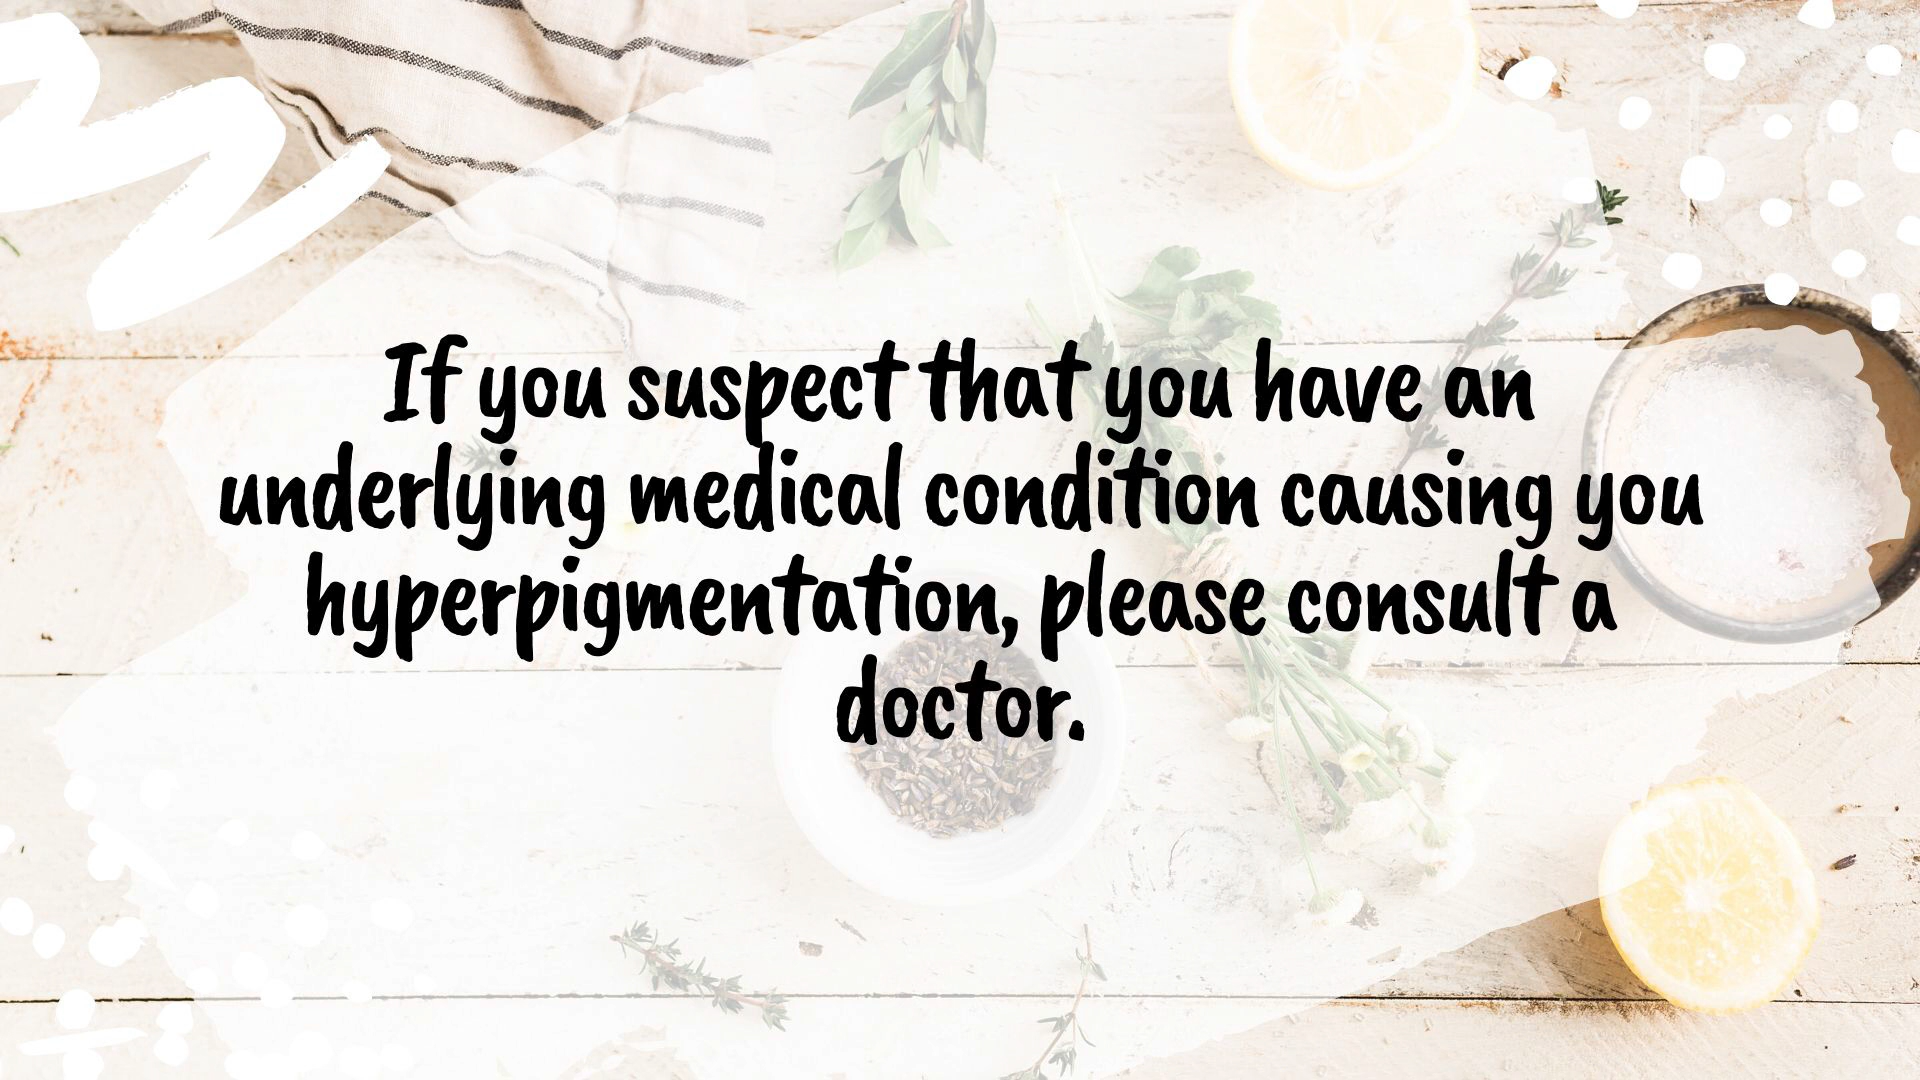 If you suspect that you have an
underlying medical condition causing you
hyperpigmentation, please consult a
doctor.